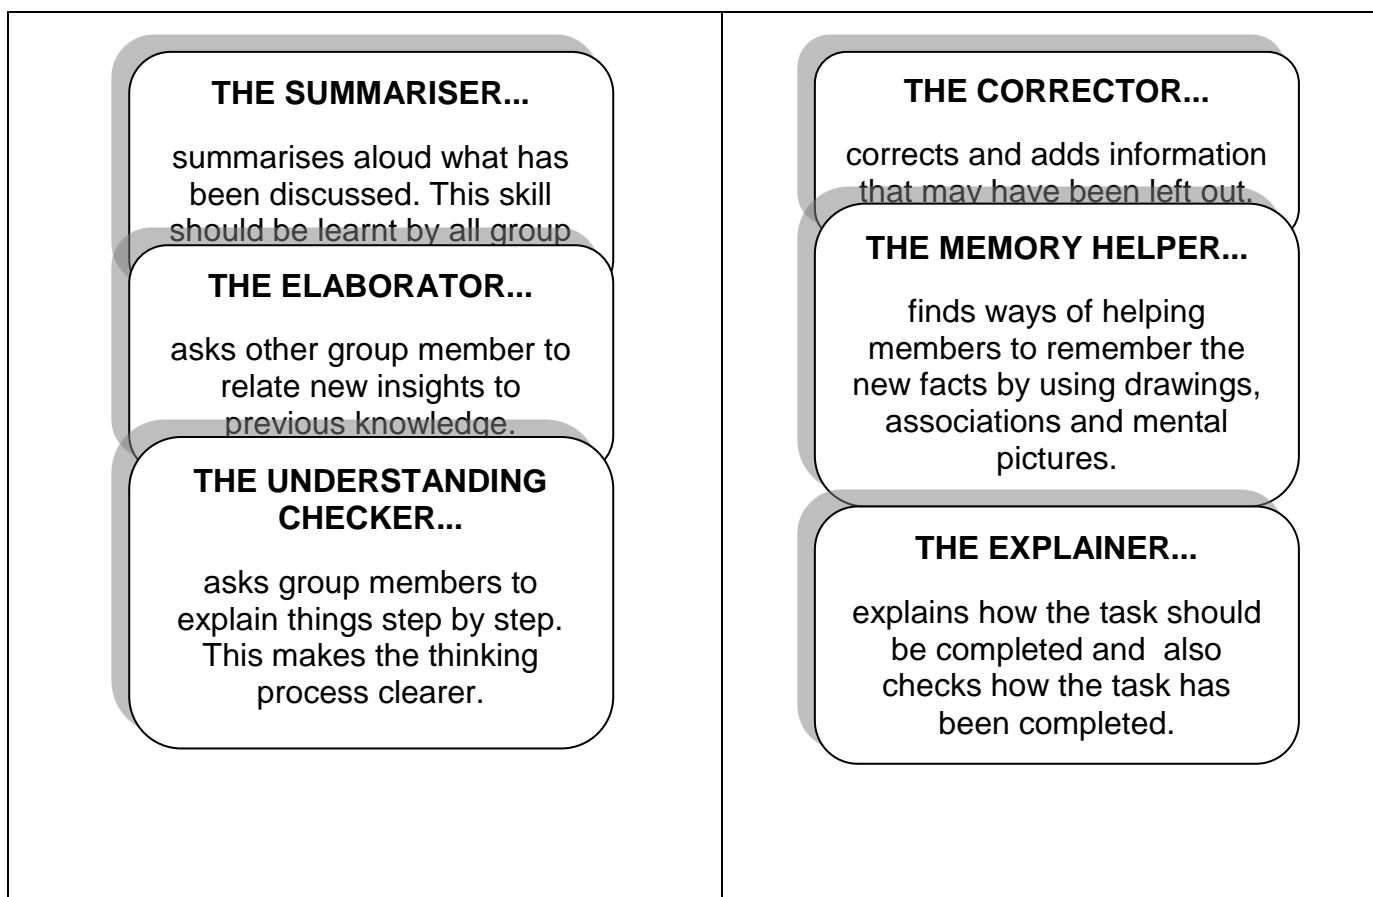 THE SUMMARISER...
summarises aloud what has
been discussed. This skill
should be learnt by all group
THE ELABORATOR...
asks other group member to
relate new insights to
previous knowledge.
THE UNDERSTANDING
CHECKER...
asks group members to
explain things step by step.
This makes the thinking
process clearer.
THE CORRECTOR...
corrects and adds information
that may have been left out.
THE MEMORY HELPER...
finds ways of helping
members to remember the
new facts by using drawings,
associations and mental
pictures.
THE EXPLAINER...
explains how the task should
be completed and  also
checks how the task has
been completed.